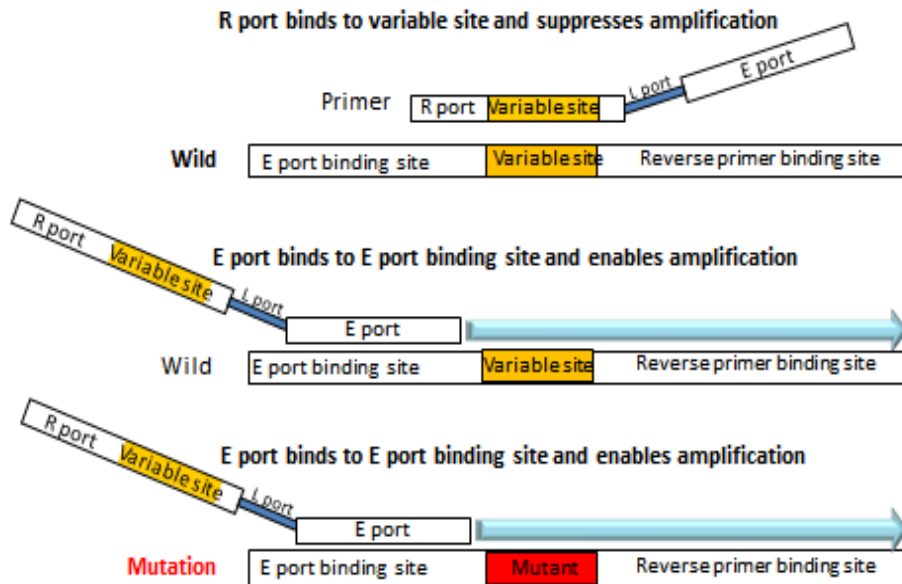 R port binds to variable site and suppresses amplification
E port
L port
Primer R port Variable site
Wild E port binding site Variable site Reverse primer binding site
R port Variable site
L port
E port binds to E port binding site and enables amplification
E port
Wild E port binding site Variable site Reverse primer binding site
R port Variable site
L port
E port binds to E port binding site and enables amplification
E port
Mutation E port binding site Mutant Reverse primer binding site